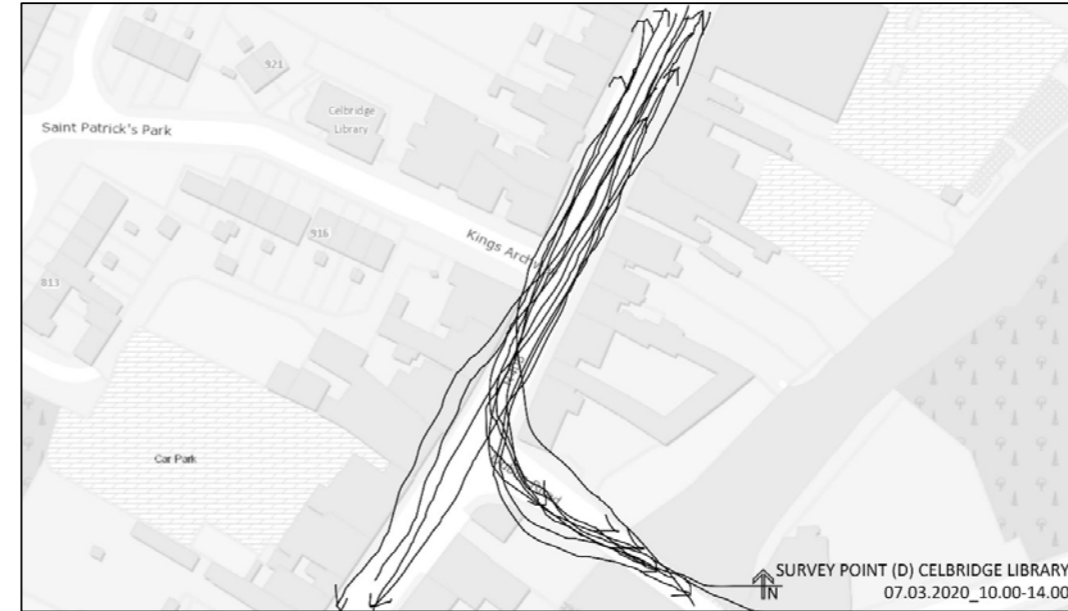 921
Celbridge
Library
Saint Patrick's Park
916
Kings Arch
813
Car Park
SURVEY POINT (D) CELBRIDGE LIBRARY
N
07.03.2020_10.00-14.00